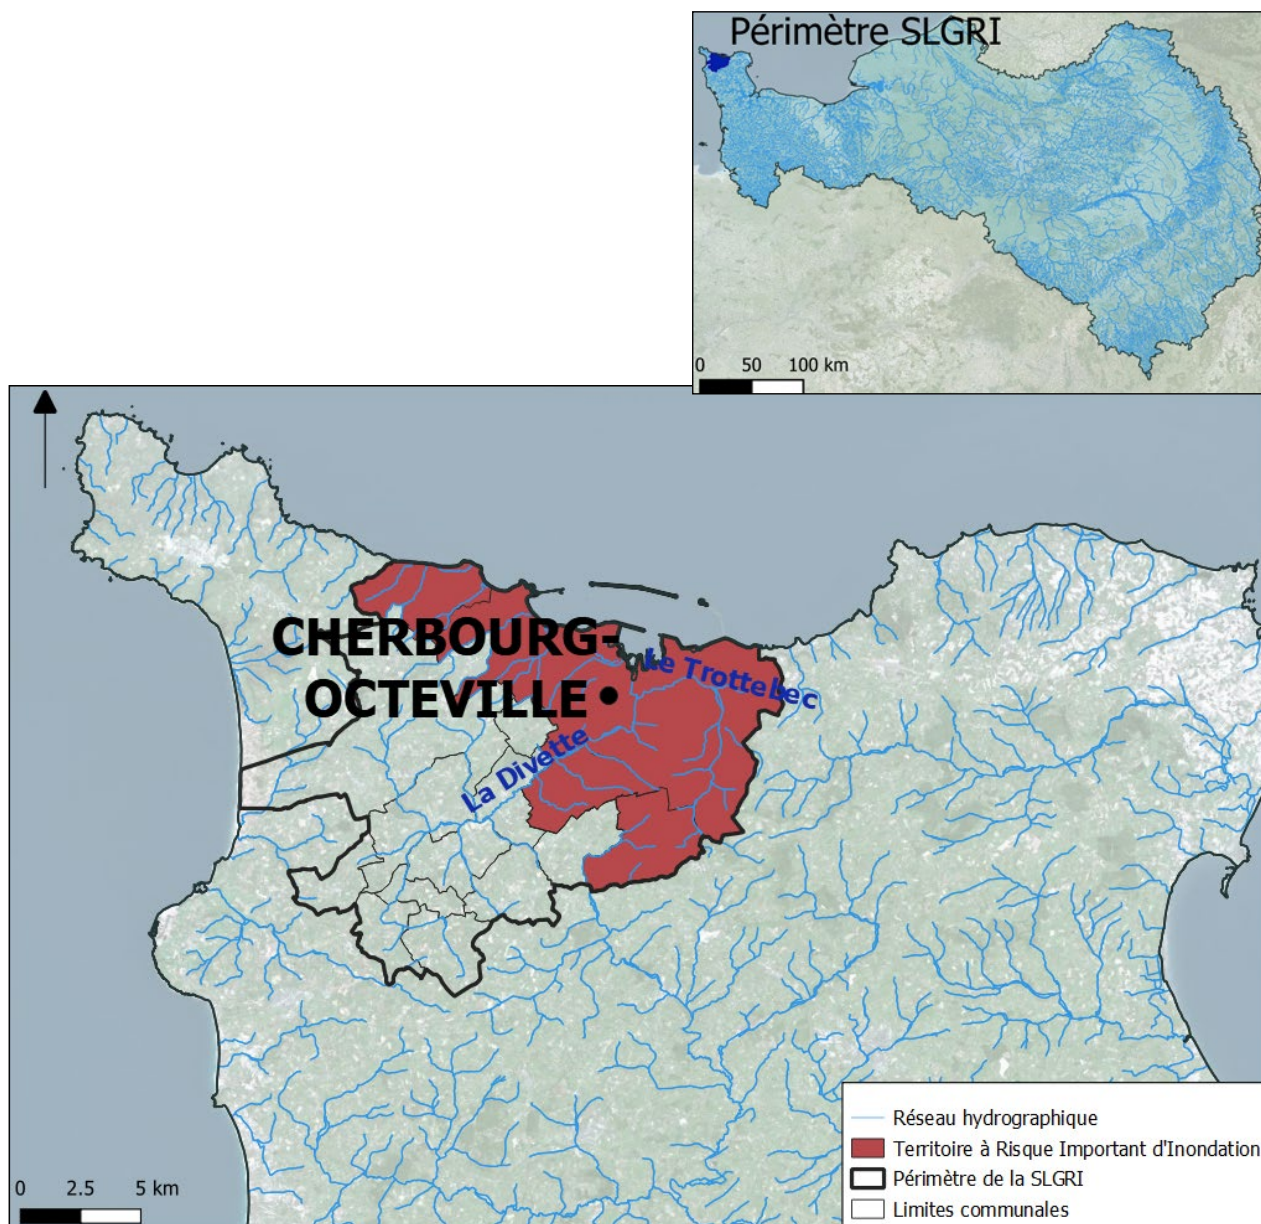 Périmètre SLGRI
0 50 100 km
CHERBOURG-
OCTEVILLE
Le Trottebec
La Divette
Réseau hydrographique
Territoire à Risque Important d'Inondation
Périmètre de la SLGRI
Limites communales
0 2.5 5 km